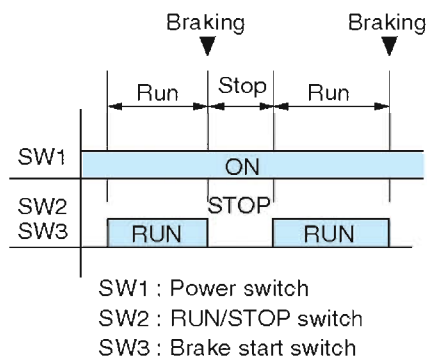 Braking Braking
Run Stop Run
SW1 ON
SW2 STOP
SW3 RUN RUN
SW1 : Power switch
SW2 : RUN/STOP switch
SW3 : Brake start switch